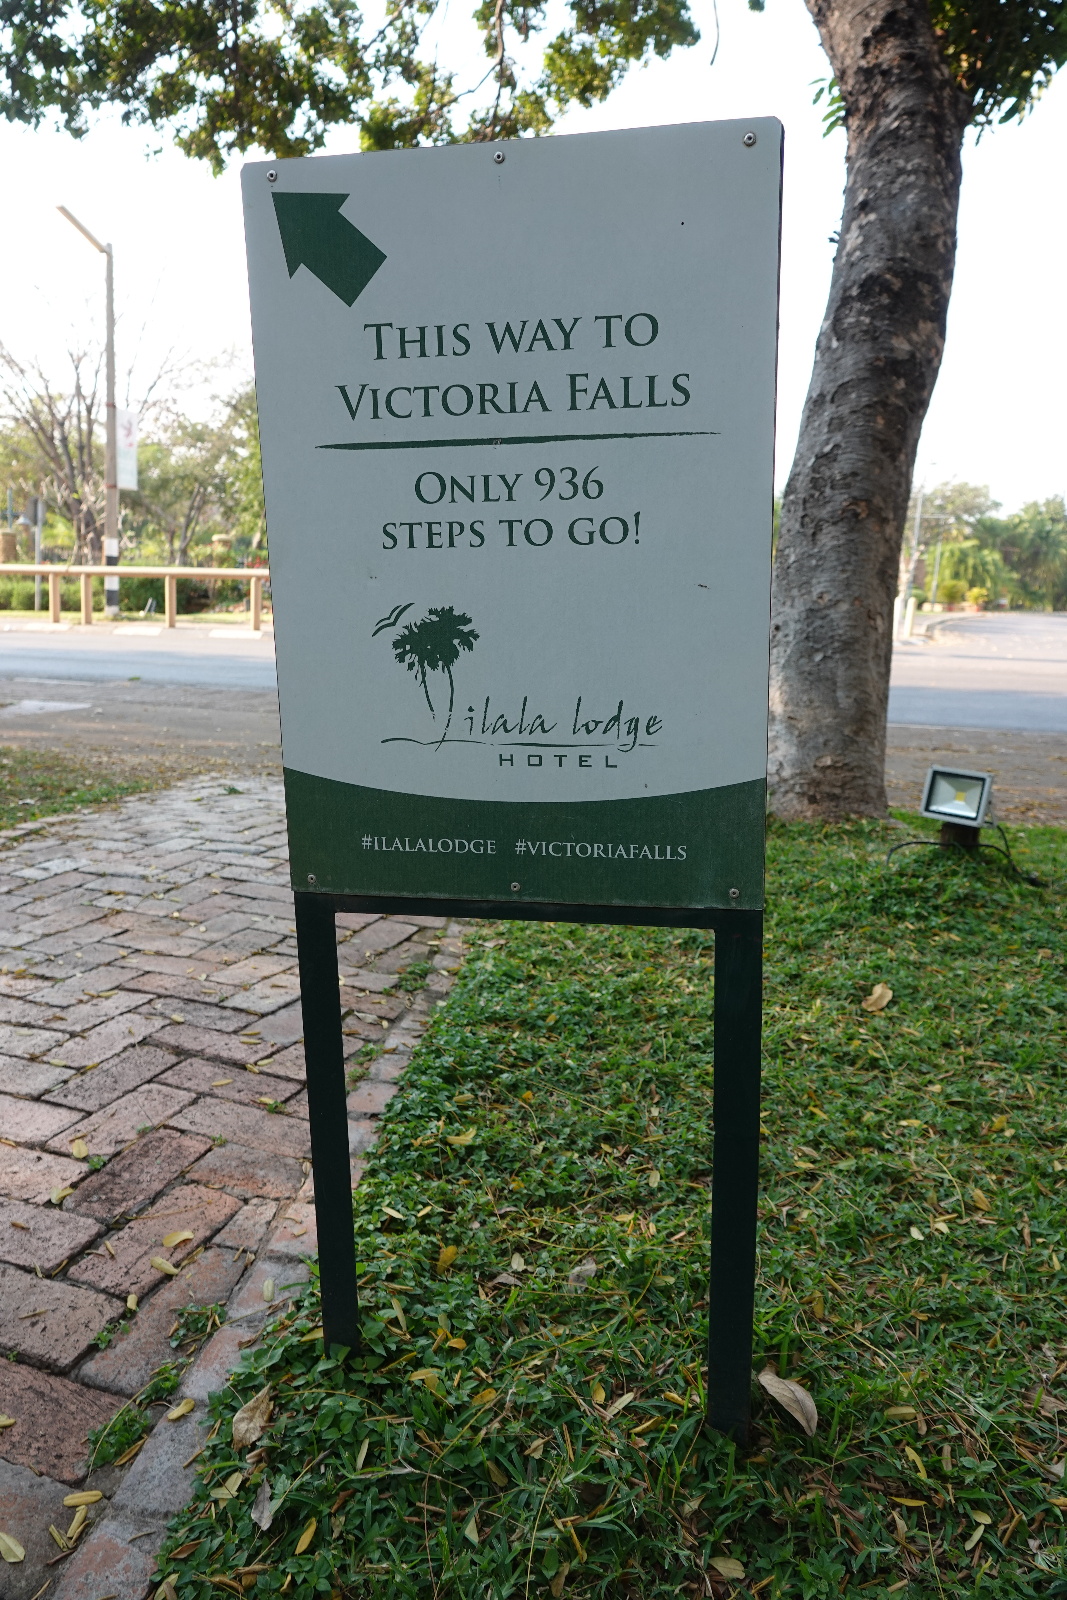 THIS WAY TO
VICTORIA FALLS
ONLY 936
STEPS TO GO!
ilala lodge
HOTEL
#ILALALODGE #VICTORIAFALLS